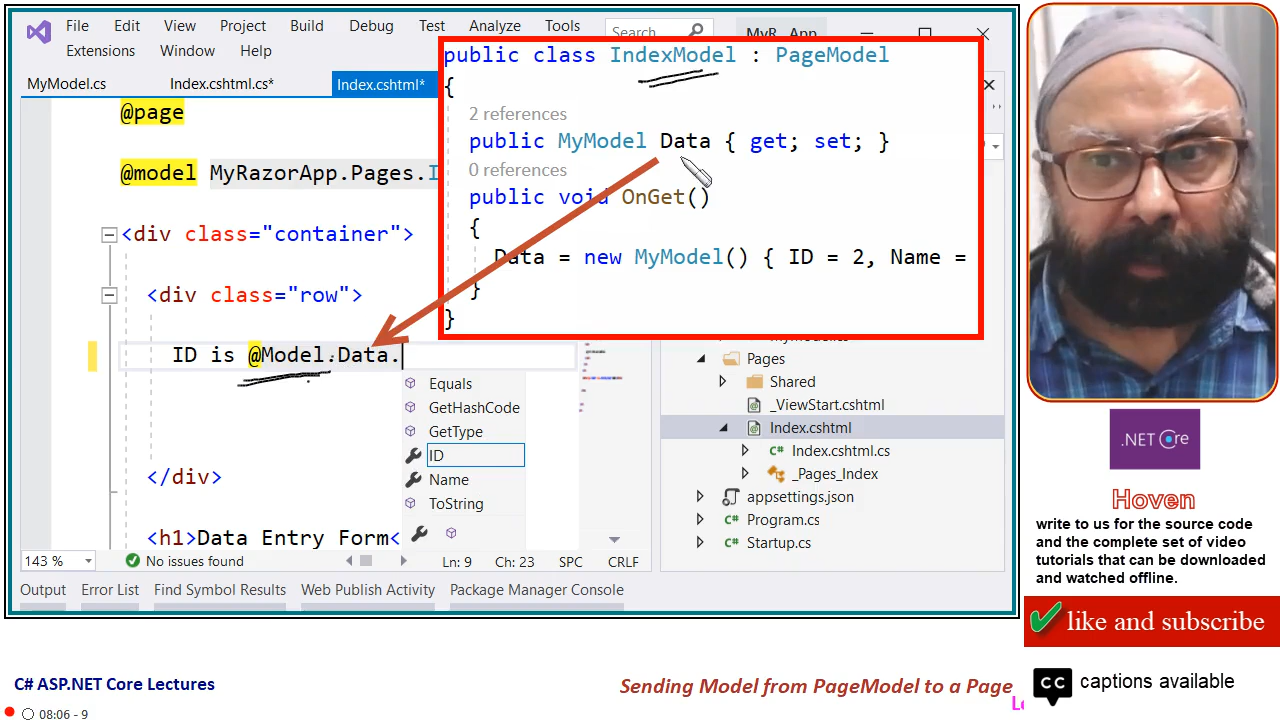 File Edit View Project Build Debug Test Analyze Tools Search
Extensions Window Help
MyModel.cs Index.cshtml.cs* Index.cshtml*
@page
@model MyRazorApp.Pages.I
<div class="container">
<div class="row">
ID is @Model.Data.
Equals
GetHashCode
GetType
ID
Name
ToString
</div>
<h1>Data Entry Form<
143 % No issues found Ln: 9 Ch: 23 SPC CRLF
Output Error List Find Symbol Results Web Publish Activity Package Manager Console
public class IndexModel : PageModel
{
2 references
public MyModel Data { get; set; }
0 references
public void OnGet()
{
Data = new MyModel() { ID = 2, Name =
}
}
Pages
Shared
_ViewStart.cshtml
Index.cshtml
C# Index.cshtml.cs
_Pages_Index
appsettings.json
C# Program.cs
C# Startup.cs
.NET Core
Hoven
write to us for the source code
and the complete set of video
tutorials that can be downloaded
and watched offline.
like and subscribe
CC captions available
C# ASP.NET Core Lectures
Sending Model from PageModel to a Page
08:06 - 9